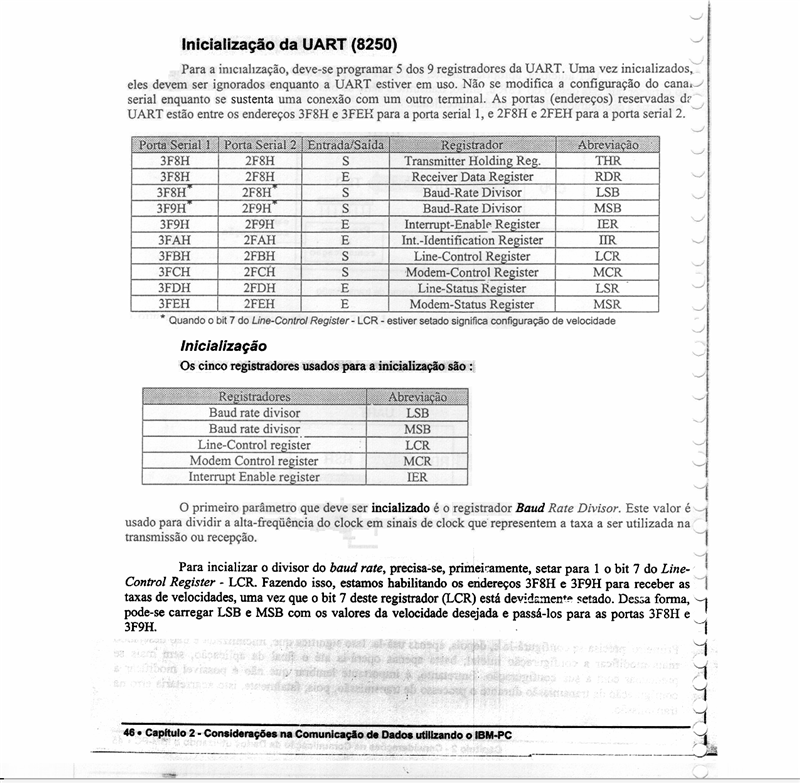 Inicialização da UART (8250)
Para a inicialização, deve-se programar 5 dos 9 registradores da UART. Uma vez inicializados,
eles devem ser ignorados enquanto a UART estiver em uso. Não se modifica a configuração do canal
serial enquanto se sustenta uma conexão com um outro terminal. As portas (endereços) reservadas da
UART estão entre os endereços 3F8H e 3FEH para a porta serial 1, e 2F8H e 2FEH para a porta serial 2.
Porta Serial 1 Porta Serial 2 Entrada/Saída Registrador Abreviação
3F8H 2F8H S Transmitter Holding Reg. THR
3F8H 2F8H E Receiver Data Register RDR
3F8H* 2F8H* S Baud-Rate Divisor LSB
3F9H* 2F9H* S Baud-Rate Divisor MSB
3F9H 2F9H E Interrupt-Enable Register IER
3FAH 2FAH E Int.-Identification Register IIR
3FBH 2FBH S Line-Control Register LCR
3FCH 2FCH S Modem-Control Register MCR
3FDH 2FDH E Line-Status Register LSR
3FEH 2FEH E Modem-Status Register MSR
* Quando o bit 7 do Line-Control Register - LCR - estiver setado significa configuração de velocidade
Inicialização
Os cinco registradores usados para a inicialização são :
Registradores Abreviação
Baud rate divisor LSB
Baud rate divisor MSB
Line-Control register LCR
Modem Control register MCR
Interrupt Enable register IER
O primeiro parâmetro que deve ser incializado é o registrador Baud Rate Divisor. Este valor é
usado para dividir a alta-freqüência do clock em sinais de clock que representem a taxa a ser utilizada na
transmissão ou recepção.
Para incializar o divisor do baud rate, precisa-se, primeiramente, setar para 1 o bit 7 do Line-
Control Register - LCR. Fazendo isso, estamos habilitando os endereços 3F8H e 3F9H para receber as
taxas de velocidades, uma vez que o bit 7 deste registrador (LCR) está devidamente setado. Dessa forma,
pode-se carregar LSB e MSB com os valores da velocidade desejada e passá-los para as portas 3F8H e
3F9H.
46 • Capítulo 2 - Considerações na Comunicação de Dados utilizando o IBM-PC